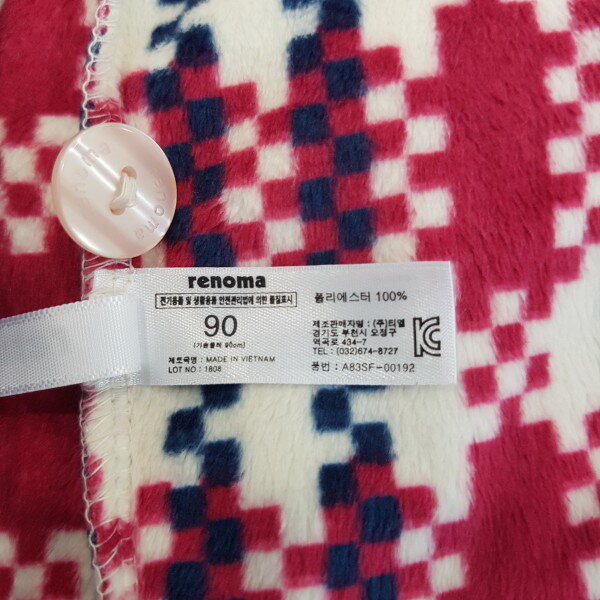 renoma
전기용품 및 생활용품 안전관리법에 의한 품질표시
90
(가슴둘레 90cm)
제조국명: MADE IN VIETNAM
LOT NO : 1808
폴리에스터 100%
제조판매자명 : (주)티엘
경기도 부천시 오정구
역곡로 434-7
TEL : (032)674-8727
품번 : A83SF-00192